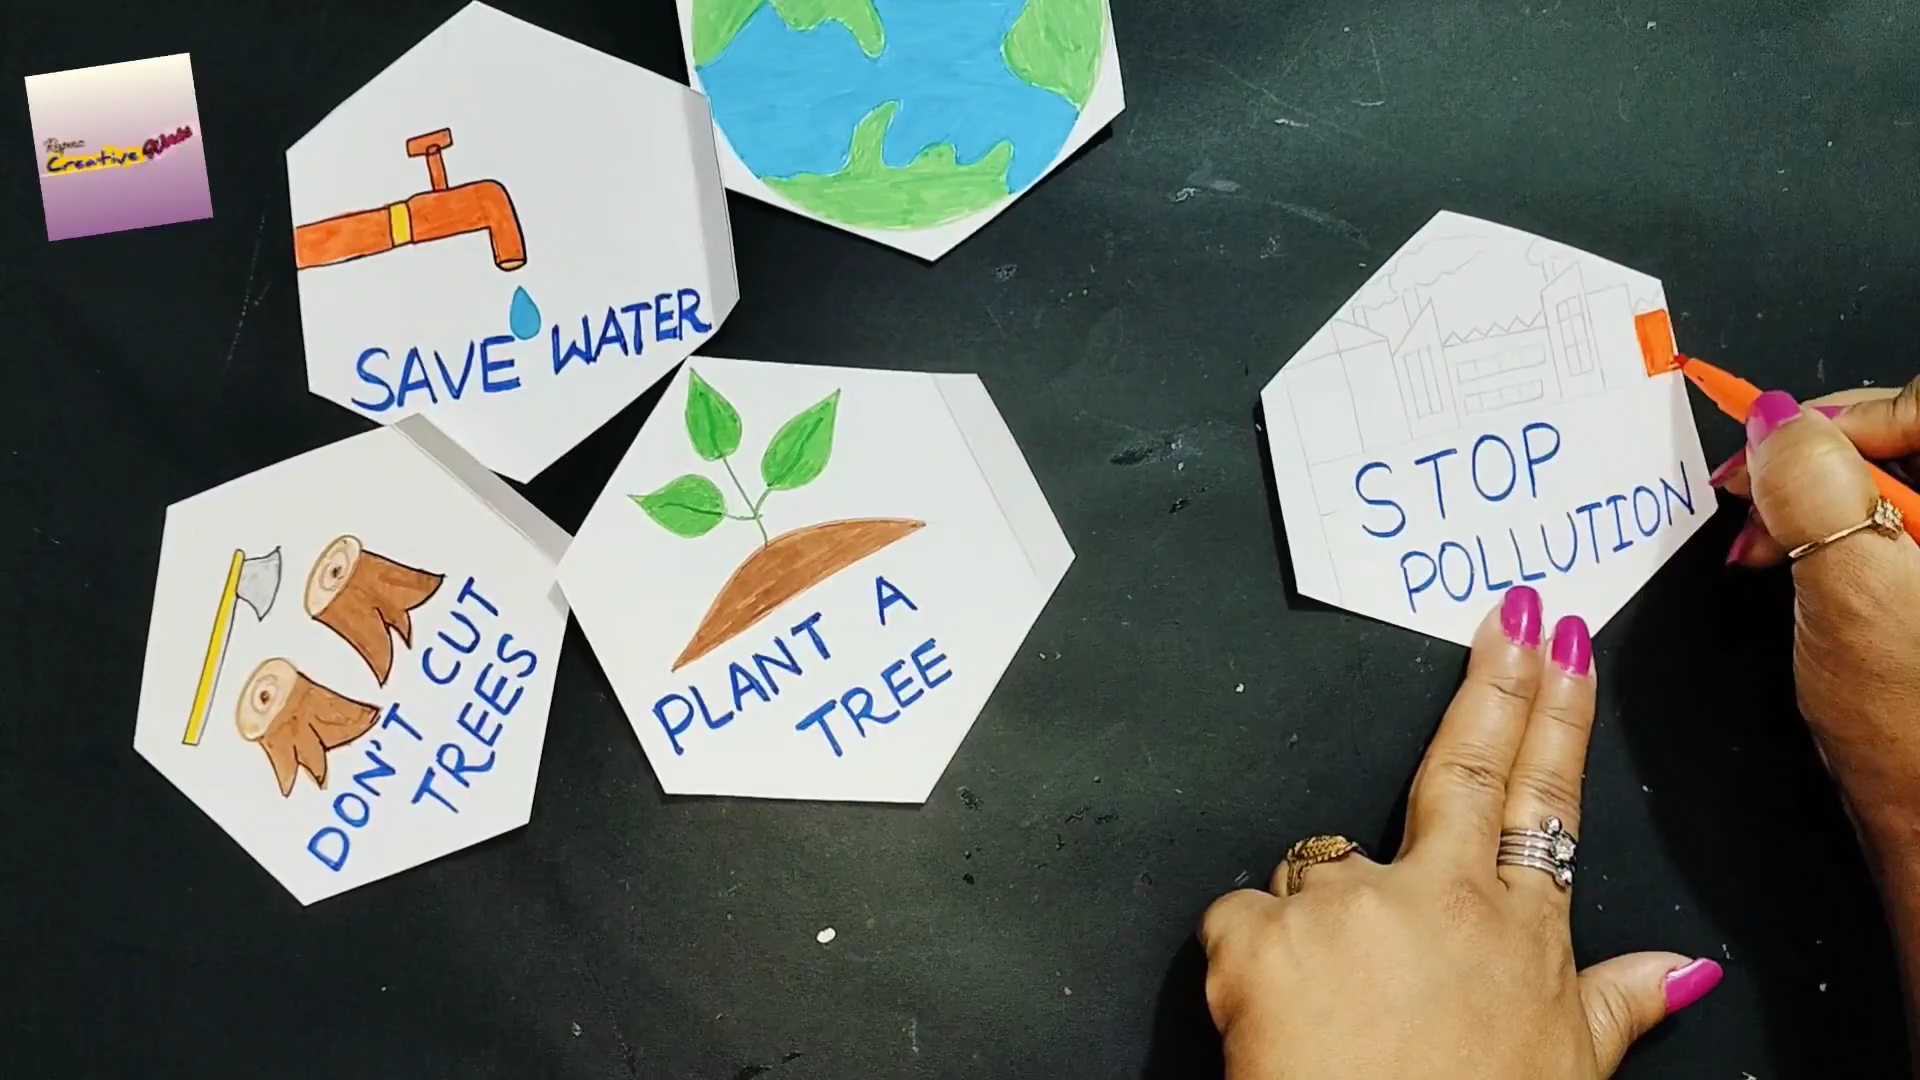 Creative
SAVE WATER
DON'T CUT
TREES
PLANT A
TREE
STOP
POLLUTION